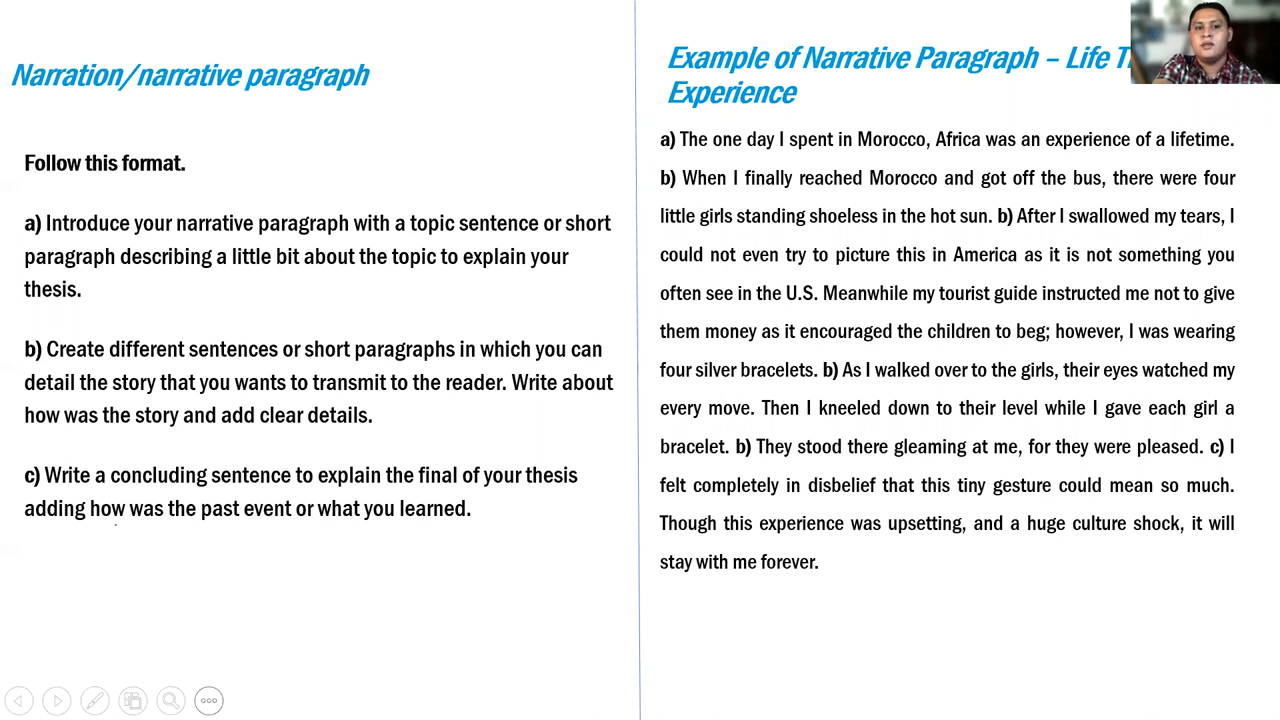 Narration/narrative paragraph
Follow this format.
a) Introduce your narrative paragraph with a topic sentence or short
paragraph describing a little bit about the topic to explain your
thesis.
b) Create different sentences or short paragraphs in which you can
detail the story that you wants to transmit to the reader. Write about
how was the story and add clear details.
c) Write a concluding sentence to explain the final of your thesis
adding how was the past event or what you learned.
Example of Narrative Paragraph – Life
Experience
a) The one day I spent in Morocco, Africa was an experience of a lifetime.
b) When I finally reached Morocco and got off the bus, there were four
little girls standing shoeless in the hot sun. b) After I swallowed my tears, I
could not even try to picture this in America as it is not something you
often see in the U.S. Meanwhile my tourist guide instructed me not to give
them money as it encouraged the children to beg; however, I was wearing
four silver bracelets. b) As I walked over to the girls, their eyes watched my
every move. Then I kneeled down to their level while I gave each girl a
bracelet. b) They stood there gleaming at me, for they were pleased. c) I
felt completely in disbelief that this tiny gesture could mean so much.
Though this experience was upsetting, and a huge culture shock, it will
stay with me forever.